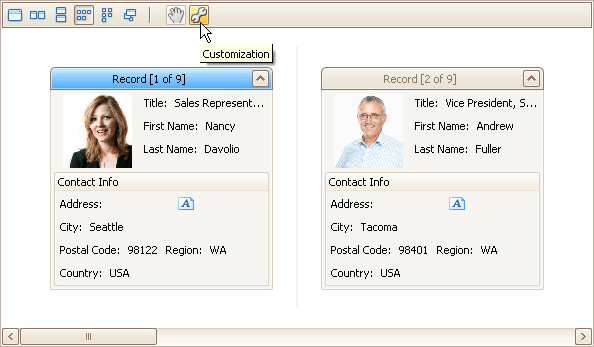 Customization
Record [1 of 9]
Title: Sales Represent...
First Name: Nancy
Last Name: Davolio
Contact Info
Address: A
City: Seattle
Postal Code: 98122 Region: WA
Country: USA
Record [2 of 9]
Title: Vice President, S...
First Name: Andrew
Last Name: Fuller
Contact Info
Address: A
City: Tacoma
Postal Code: 98401 Region: WA
Country: USA